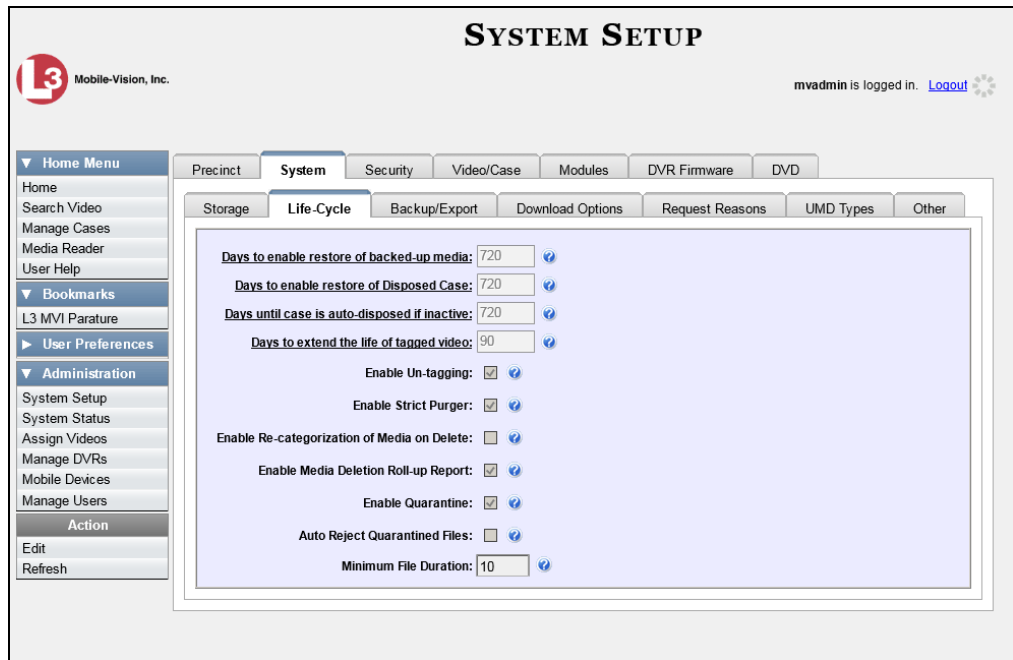 SYSTEM SETUP
L3 Mobile-Vision, Inc.
mvadmin is logged in. Logout
▼ Home Menu
Home
Search Video
Manage Cases
Media Reader
User Help
▼ Bookmarks
L3 MVI Parature
► User Preferences
▼ Administration
System Setup
System Status
Assign Videos
Manage DVRs
Mobile Devices
Manage Users
Action
Edit
Refresh
Precinct System Security Video/Case Modules DVR Firmware DVD
Storage Life-Cycle Backup/Export Download Options Request Reasons UMD Types Other
Days to enable restore of backed-up media: 720 ?
Days to enable restore of Disposed Case: 720 ?
Days until case is auto-disposed if inactive: 720 ?
Days to extend the life of tagged video: 90 ?
Enable Un-tagging: ?
Enable Strict Purger: ?
Enable Re-categorization of Media on Delete: ?
Enable Media Deletion Roll-up Report: ?
Enable Quarantine: ?
Auto Reject Quarantined Files: ?
Minimum File Duration: 10 ?